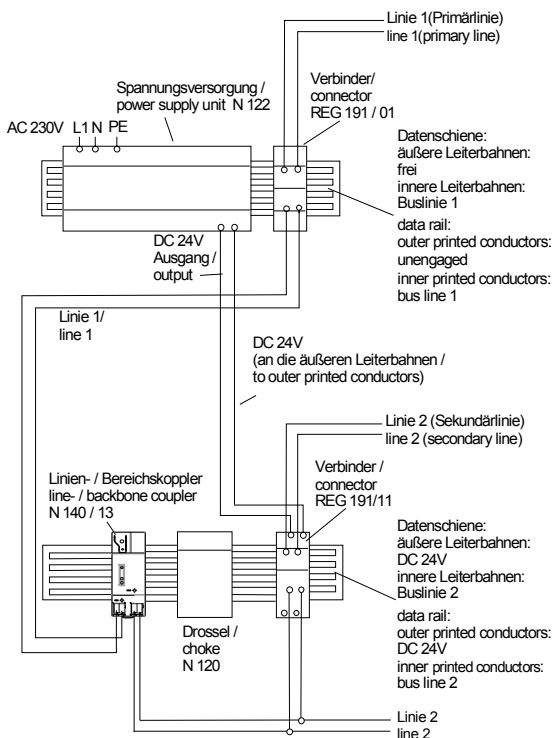 Linie 1(Primärlinie)
line 1(primary line)
Spannungsversorgung /
power supply unit N 122
Verbinder/
connector
REG 191 / 01
AC 230V L1 N PE
Datenschiene:
äußere Leiterbahnen:
frei
innere Leiterbahnen:
Buslinie 1
data rail:
outer printed conductors:
unengaged
inner printed conductors:
bus line 1
DC 24V
Ausgang /
output
Linie 1/
line 1
DC 24V
(an die äußeren Leiterbahnen /
to outer printed conductors)
Linie 2 (Sekundärlinie)
line 2 (secondary line)
Linien- / Bereichskoppler
line- / backbone coupler
N 140 / 13
Verbinder /
connector
REG 191/11
Datenschiene:
äußere Leiterbahnen:
DC 24V
innere Leiterbahnen:
Buslinie 2
data rail:
outer printed conductors:
DC 24V
inner printed conductors:
bus line 2
Drossel /
choke
N 120
Linie 2
line 2